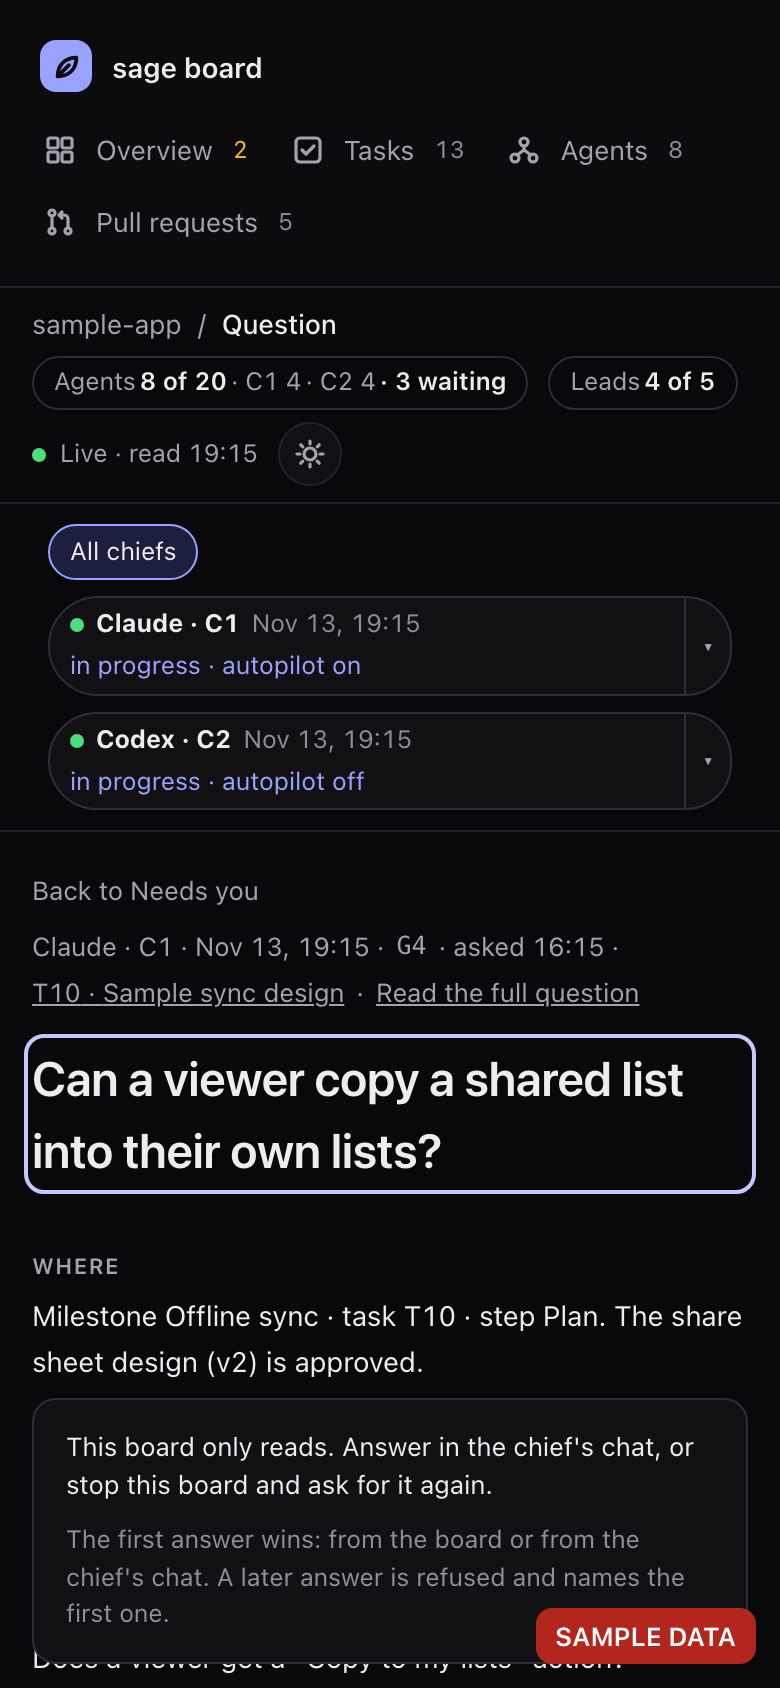 sage board
Overview 2 Tasks 13 Agents 8
Pull requests 5
sample-app / Question
Agents 8 of 20 · C1 4 · C2 4 · 3 waiting Leads 4 of 5
Live · read 19:15
All chiefs
Claude · C1 Nov 13, 19:15
in progress · autopilot on
Codex · C2 Nov 13, 19:15
in progress · autopilot off
Back to Needs you
Claude · C1 · Nov 13, 19:15 · G4 · asked 16:15 ·
T10 · Sample sync design · Read the full question
Can a viewer copy a shared list
into their own lists?
WHERE
Milestone Offline sync · task T10 · step Plan. The share
sheet design (v2) is approved.
This board only reads. Answer in the chief's chat, or
stop this board and ask for it again.
The first answer wins: from the board or from the
chief's chat. A later answer is refused and names the
first one.
SAMPLE DATA